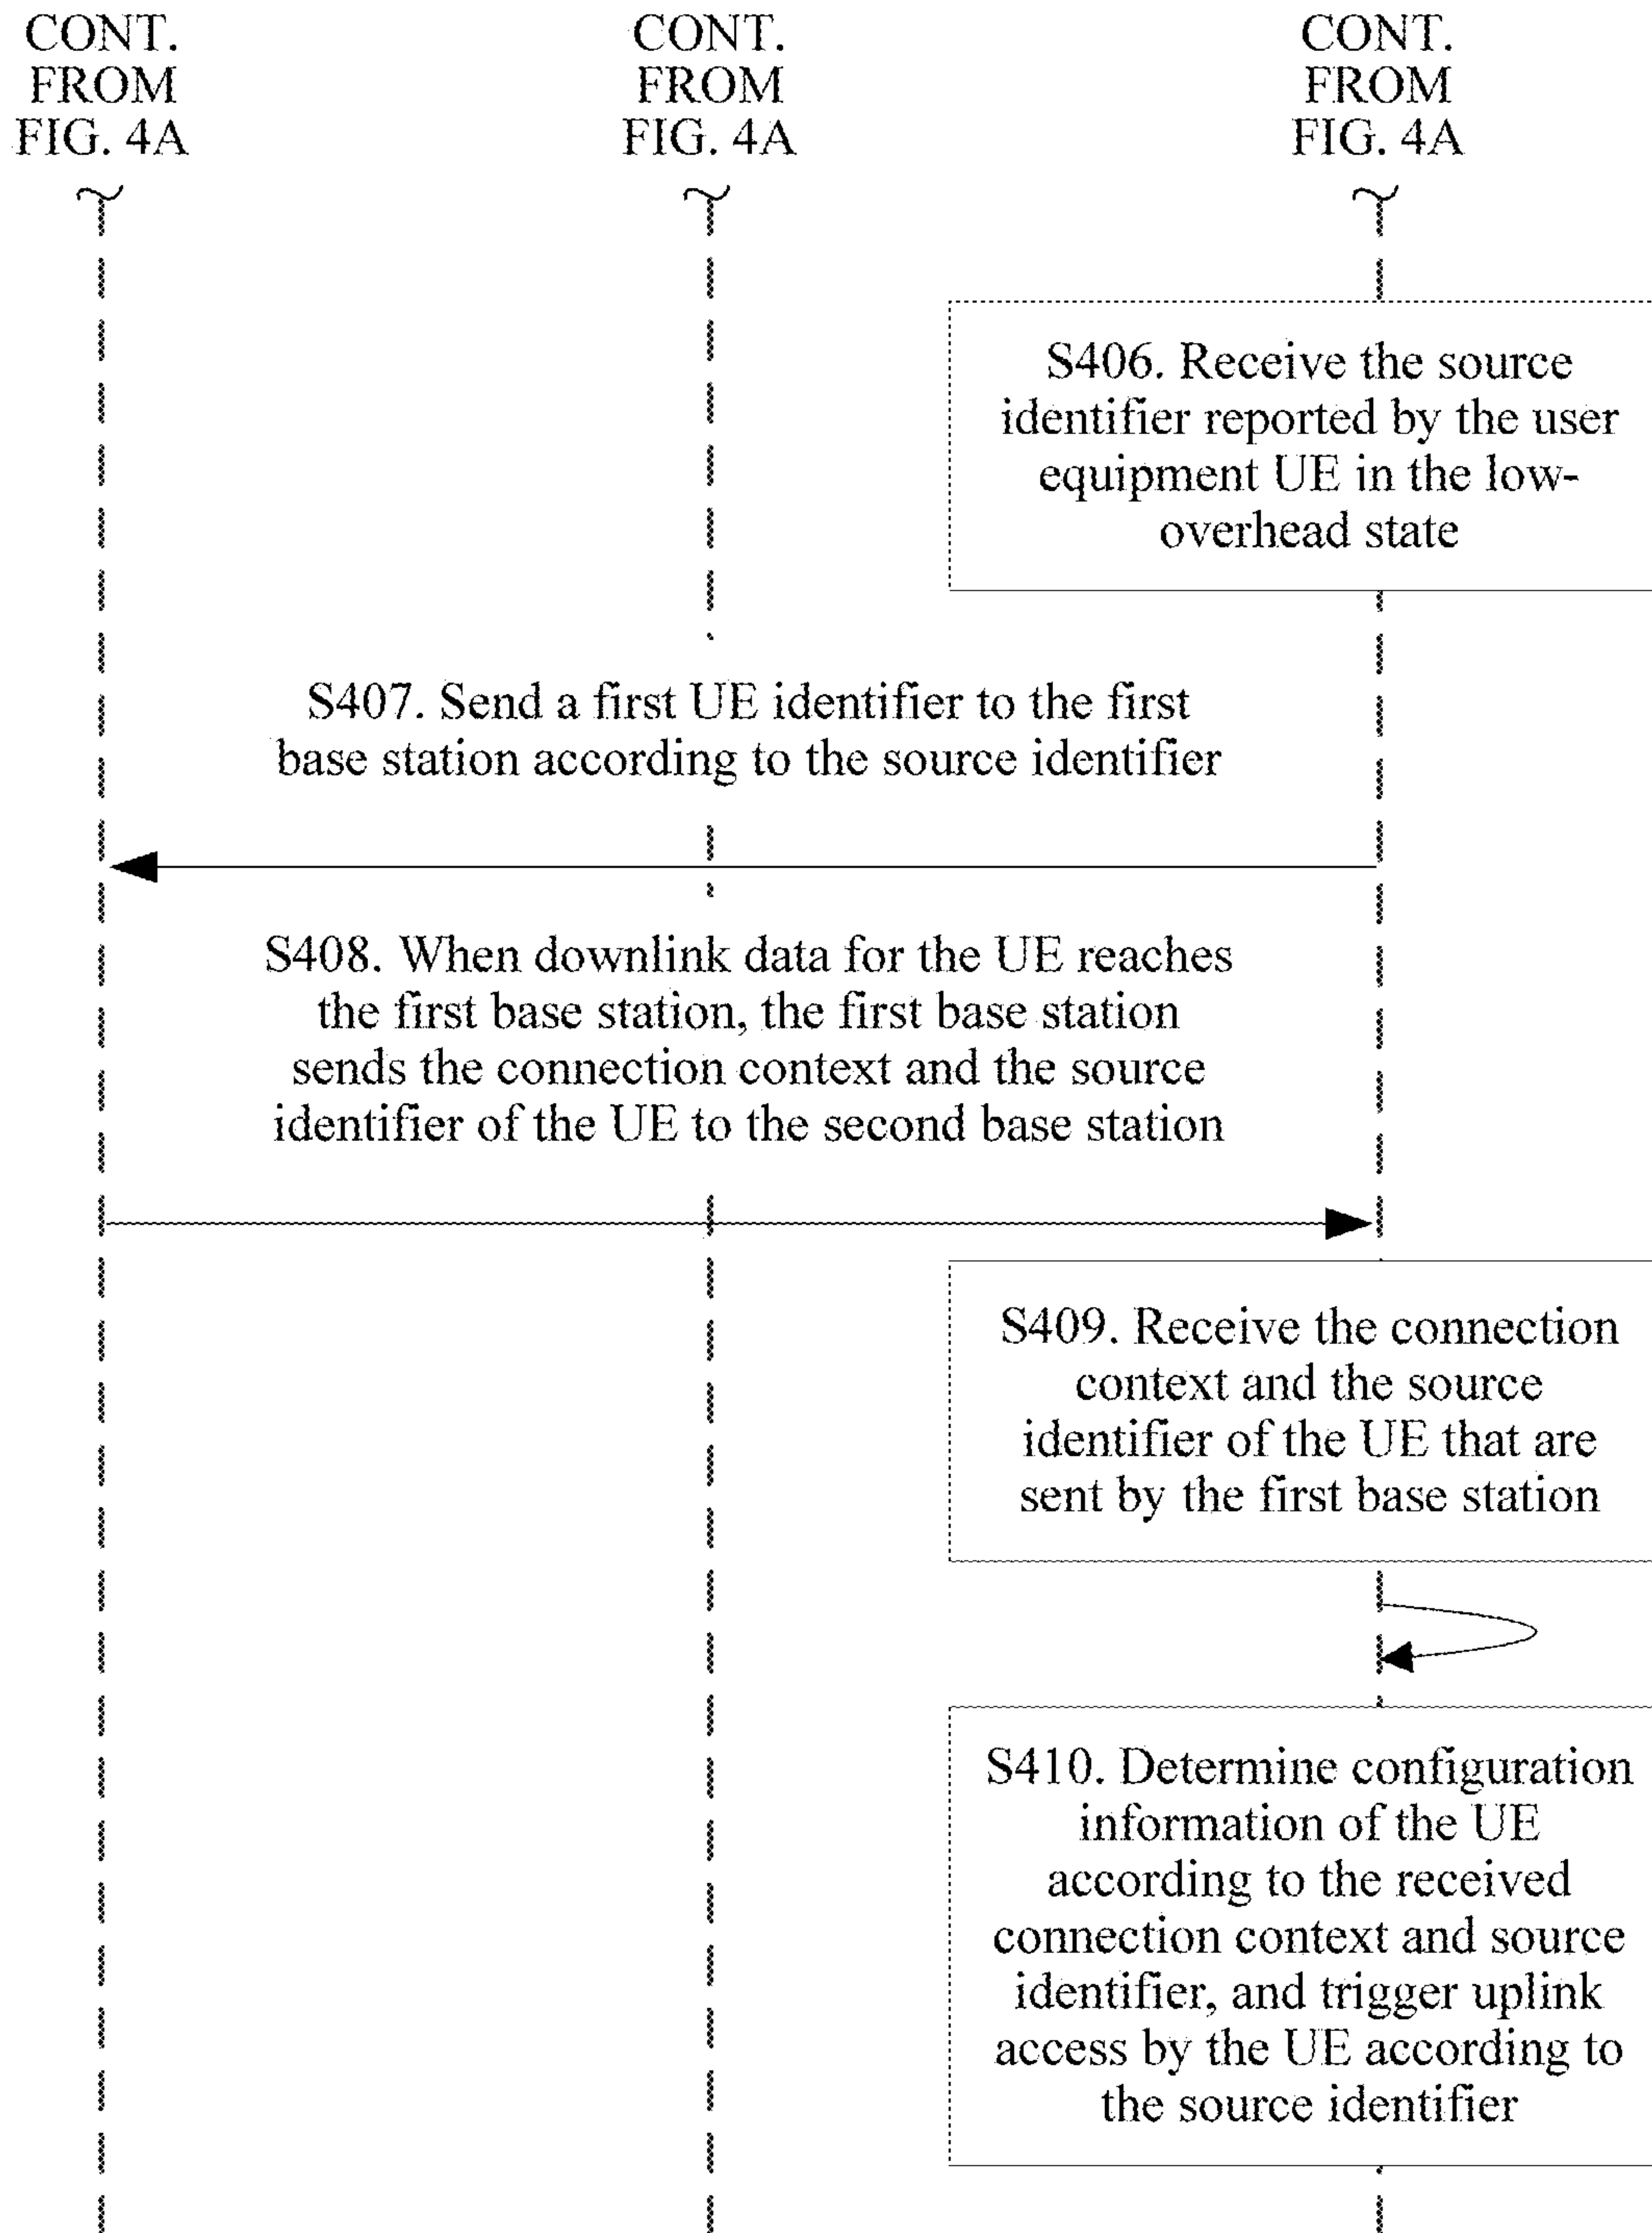 CONT.
FROM
FIG. 4A
CONT.
FROM
FIG. 4A
CONT.
FROM
FIG. 4A
S406. Receive the source
identifier reported by the user
equipment UE in the low-
overhead state
S407. Send a first UE identifier to the first
base station according to the source identifier
S408. When downlink data for the UE reaches
the first base station, the first base station
sends the connection context and the source
identifier of the UE to the second base station
S409. Receive the connection
context and the source
identifier of the UE that are
sent by the first base station
S410. Determine configuration
information of the UE
according to the received
connection context and source
identifier, and trigger uplink
access by the UE according to
the source identifier